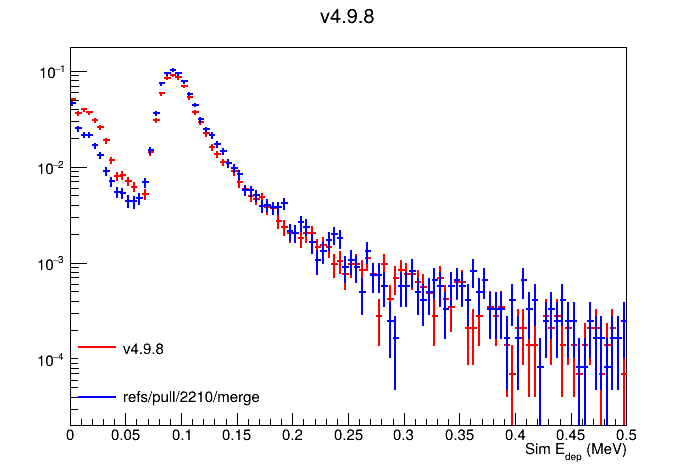 v4.9.8
10⁻¹
10⁻²
10⁻³
10⁻⁴
v4.9.8
refs/pull/2210/merge
0 0.05 0.1 0.15 0.2 0.25 0.3 0.35 0.4 0.45 0.5
Sim E_dep (MeV)